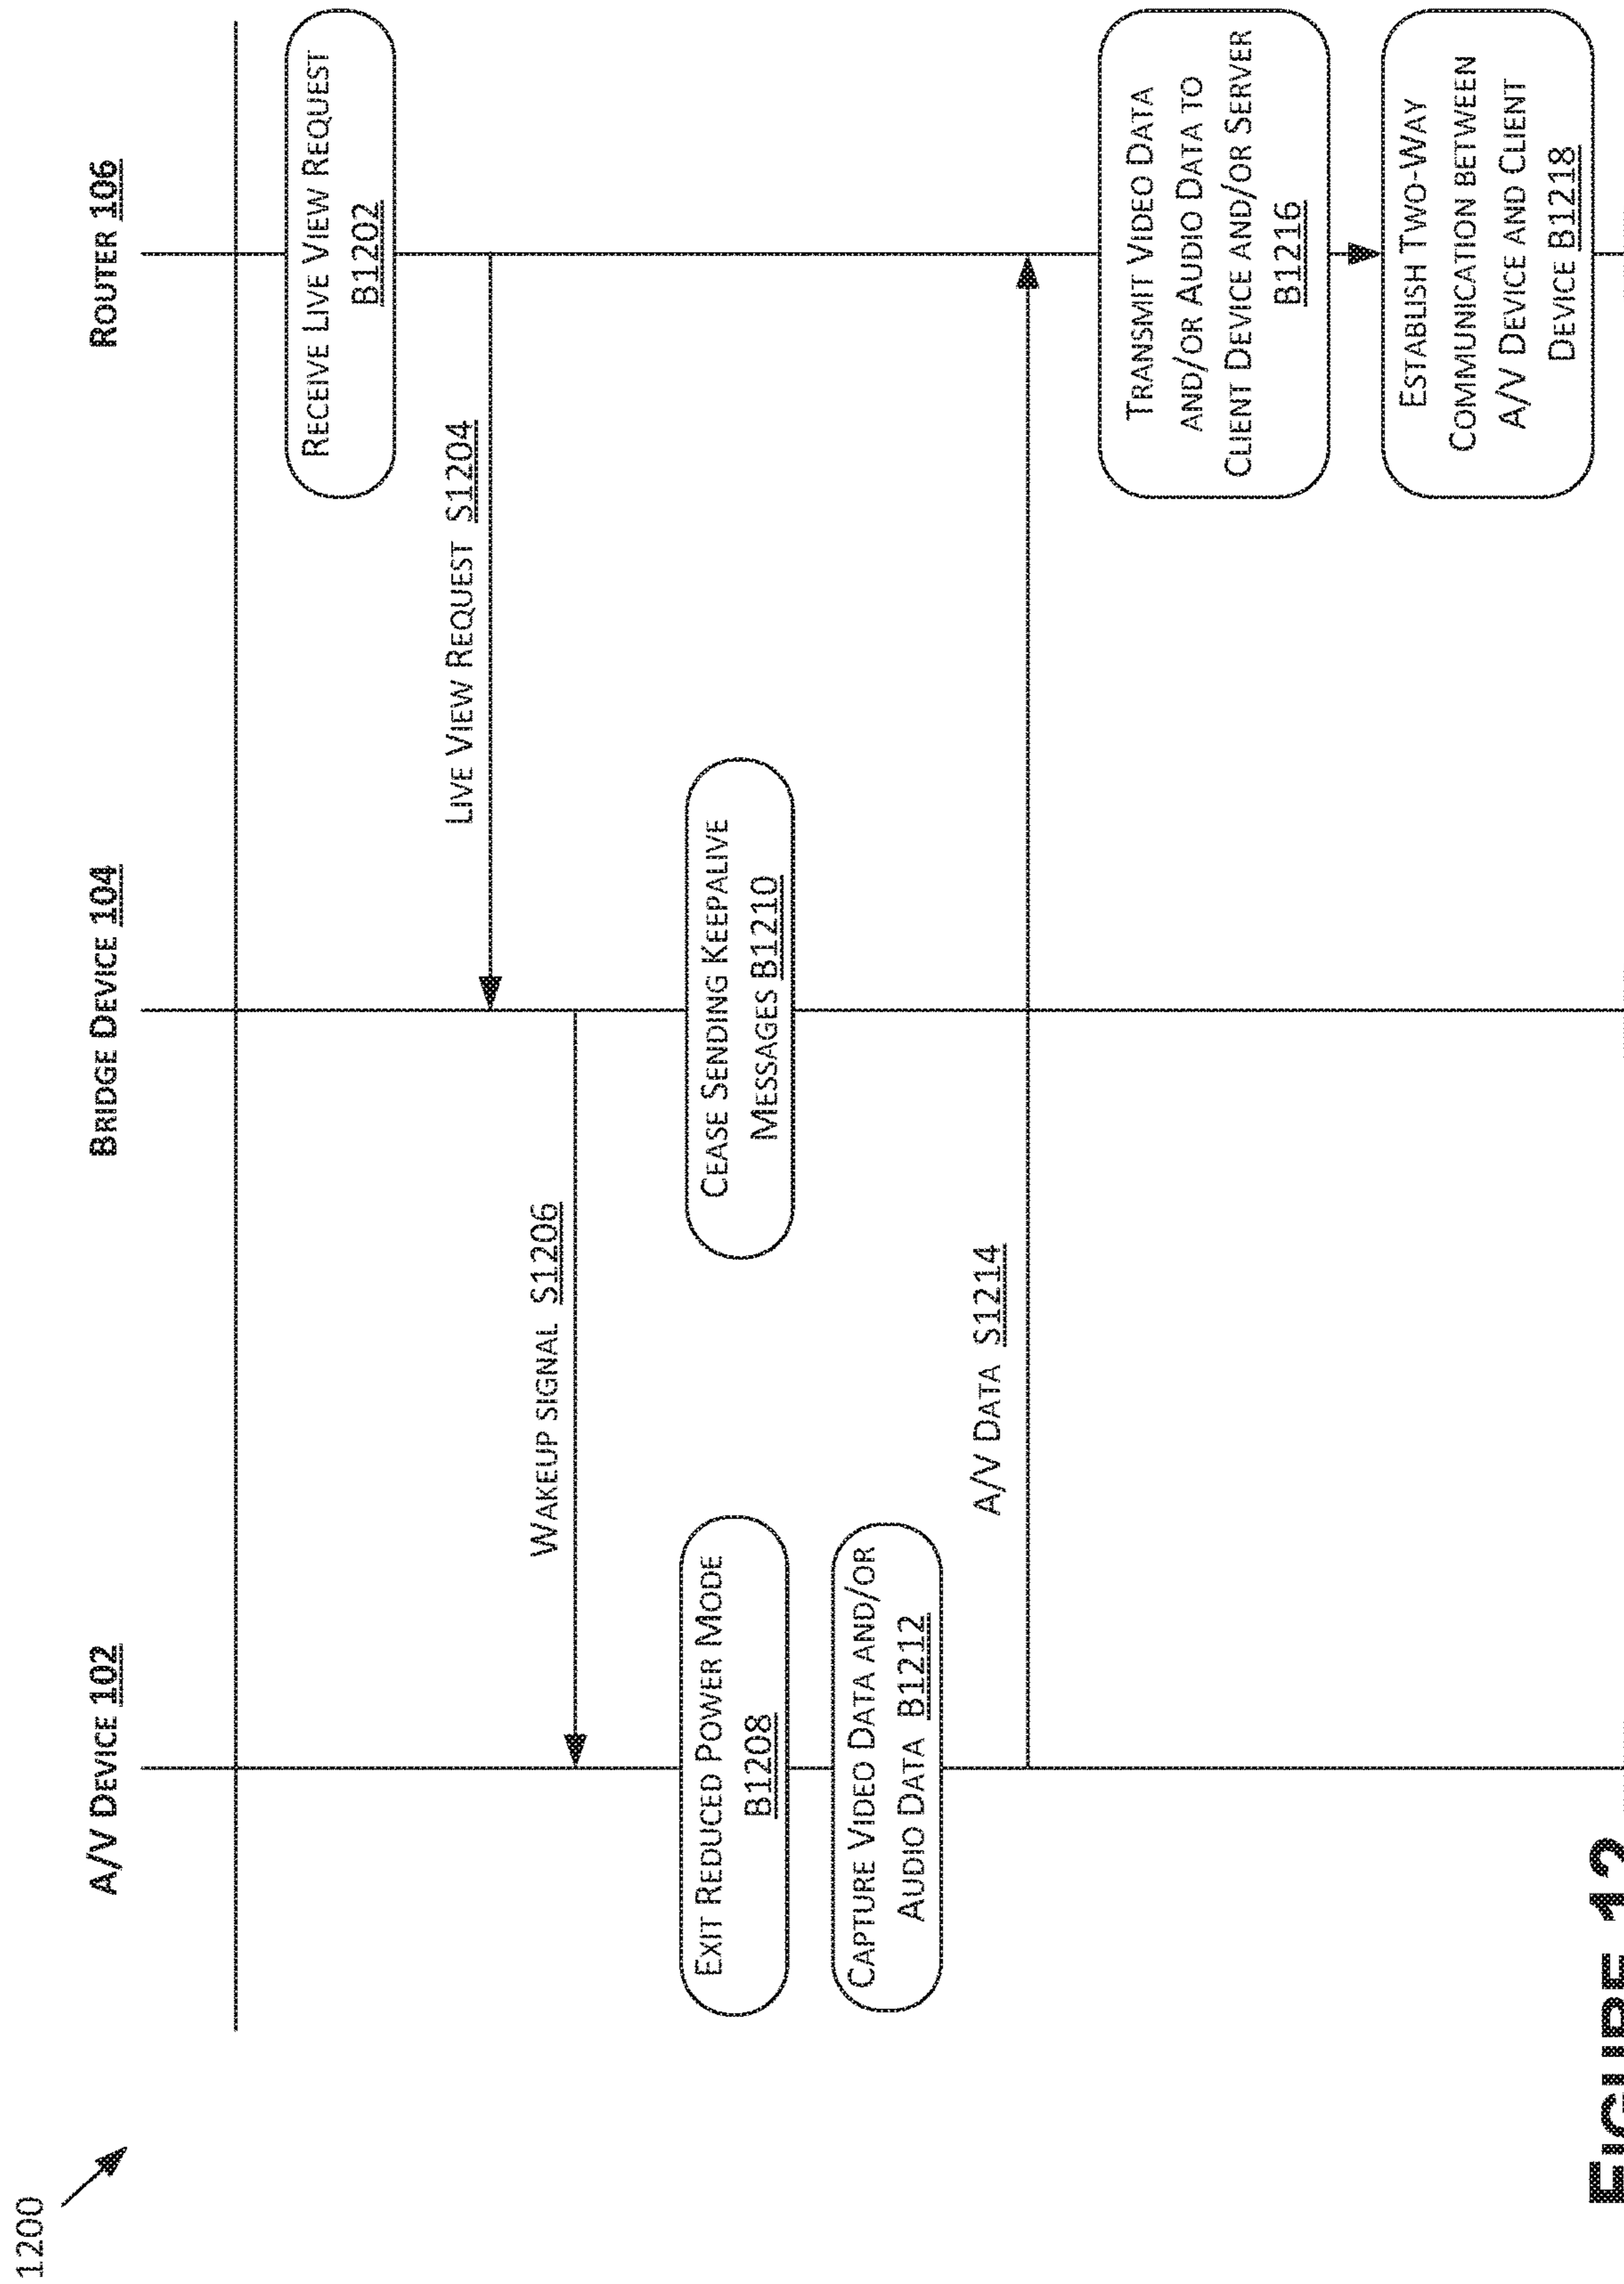 1200
A/V DEVICE 102
BRIDGE DEVICE 104
ROUTER 106
RECEIVE LIVE VIEW REQUEST
B1202
LIVE VIEW REQUEST S1204
WAKEUP SIGNAL S1206
EXIT REDUCED POWER MODE
B1208
CEASE SENDING KEEPALIVE
MESSAGES B1210
CAPTURE VIDEO DATA AND/OR
AUDIO DATA B1212
A/V DATA S1214
TRANSMIT VIDEO DATA
AND/OR AUDIO DATA TO
CLIENT DEVICE AND/OR SERVER
B1216
ESTABLISH TWO-WAY
COMMUNICATION BETWEEN
A/V DEVICE AND CLIENT
DEVICE B1218
FIGURE 12